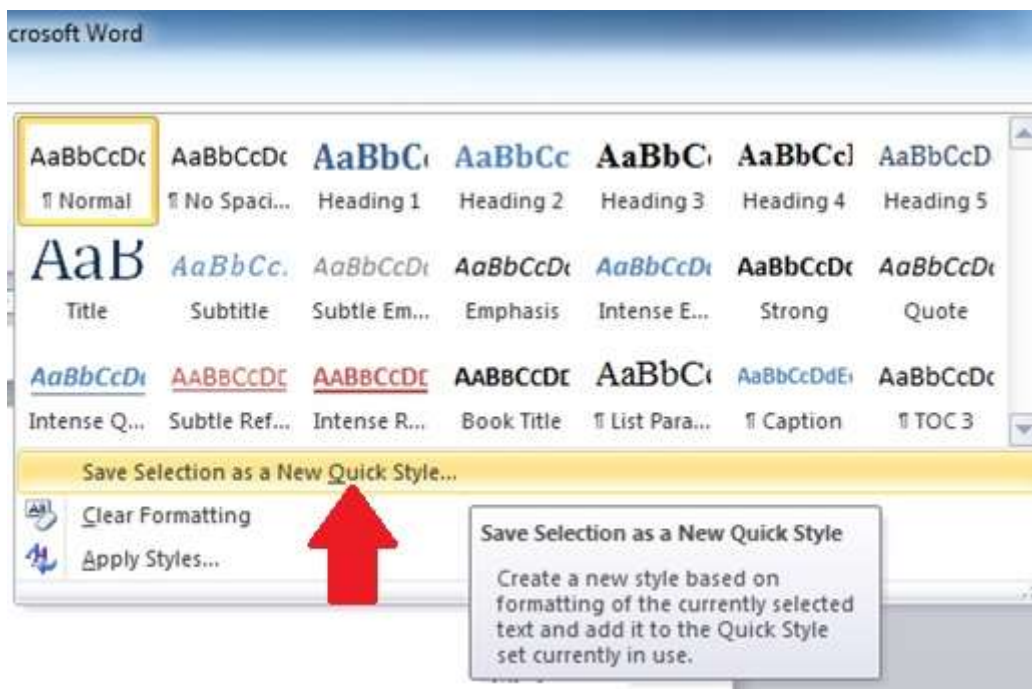 crosoft Word
AaBbCcDc AaBbCcDc AaBbC AaBbCc AaBbC AaBbCcl AaBbCcD
¶ Normal ¶ No Spaci... Heading 1 Heading 2 Heading 3 Heading 4 Heading 5
AaB AaBbCc. AaBbCcDc AaBbCcDc AaBbCcDc AaBbCcDc AaBbCcDc
Title Subtitle Subtle Em... Emphasis Intense E... Strong Quote
AaBbCcDc AABBCCDD AABBCCDD AABBCCDD AaBbC AaBbCcDdE AaBbCcDc
Intense Q... Subtle Ref... Intense R... Book Title ¶ List Para... ¶ Caption ¶ TOC 3
Save Selection as a New Quick Style...
Clear Formatting
Apply Styles...
Save Selection as a New Quick Style
Create a new style based on
formatting of the currently selected
text and add it to the Quick Style
set currently in use.